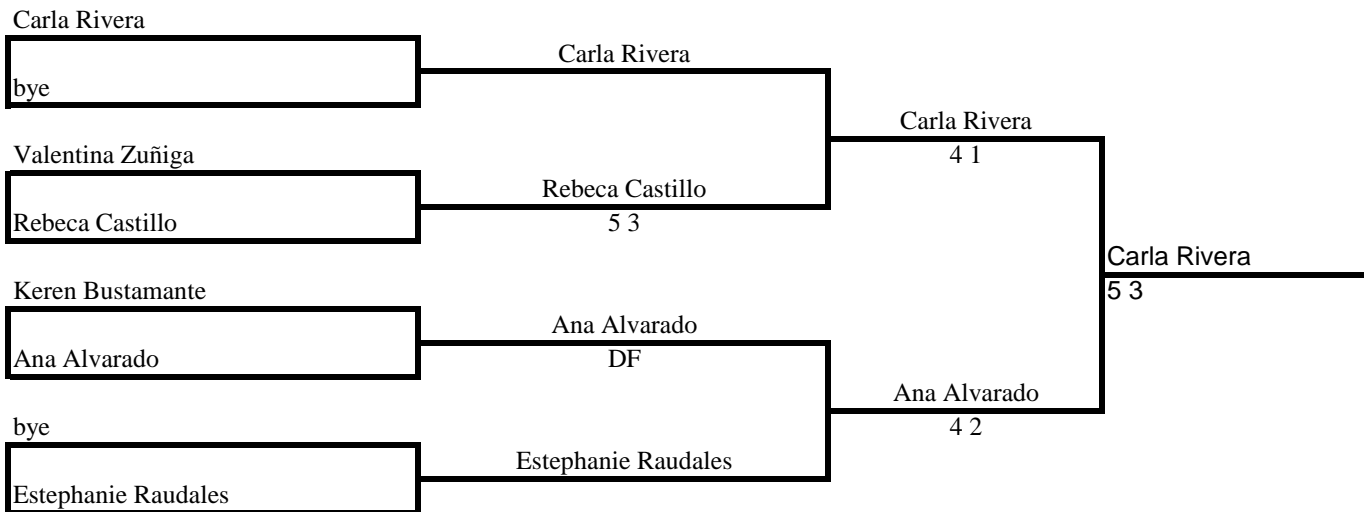 Carla Rivera
bye
Valentina Zuñiga
Rebeca Castillo
Keren Bustamante
Ana Alvarado
bye
Estephanie Raudales
Carla Rivera
Rebeca Castillo
5 3
Ana Alvarado
DF
Estephanie Raudales
Carla Rivera
4 1
Ana Alvarado
4 2
Carla Rivera
5 3